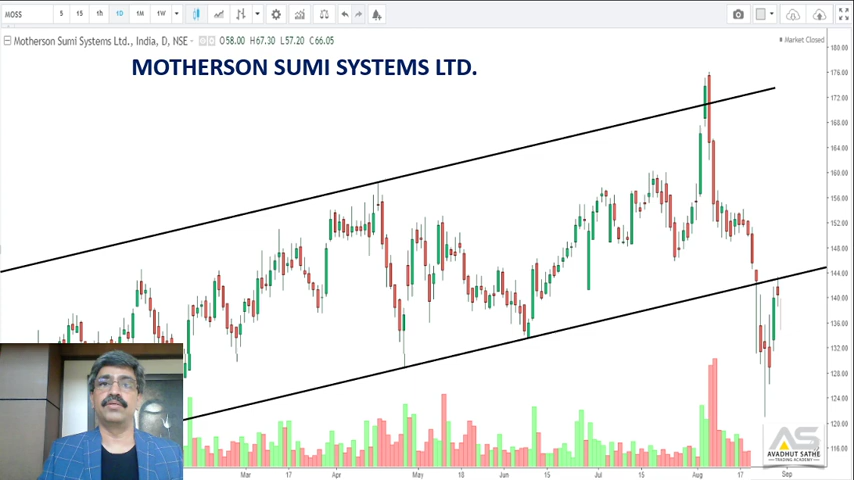 MOSS 5 15 1h 1D 1M 1W
Motherson Sumi Systems Ltd., India, D, NSE O58.00 H67.30 L57.20 C66.05
Market Closed
MOTHERSON SUMI SYSTEMS LTD.
180.00
176.00
172.00
168.00
164.00
160.00
156.00
152.00
148.00
144.00
140.00
136.00
132.00
128.00
124.00
120.00
116.00
AS
AVADHUT SATHE
TRADING ACADEMY
Mar 17 Apr 17 May 18 Jun 15 Jul 15 Aug 17 Sep